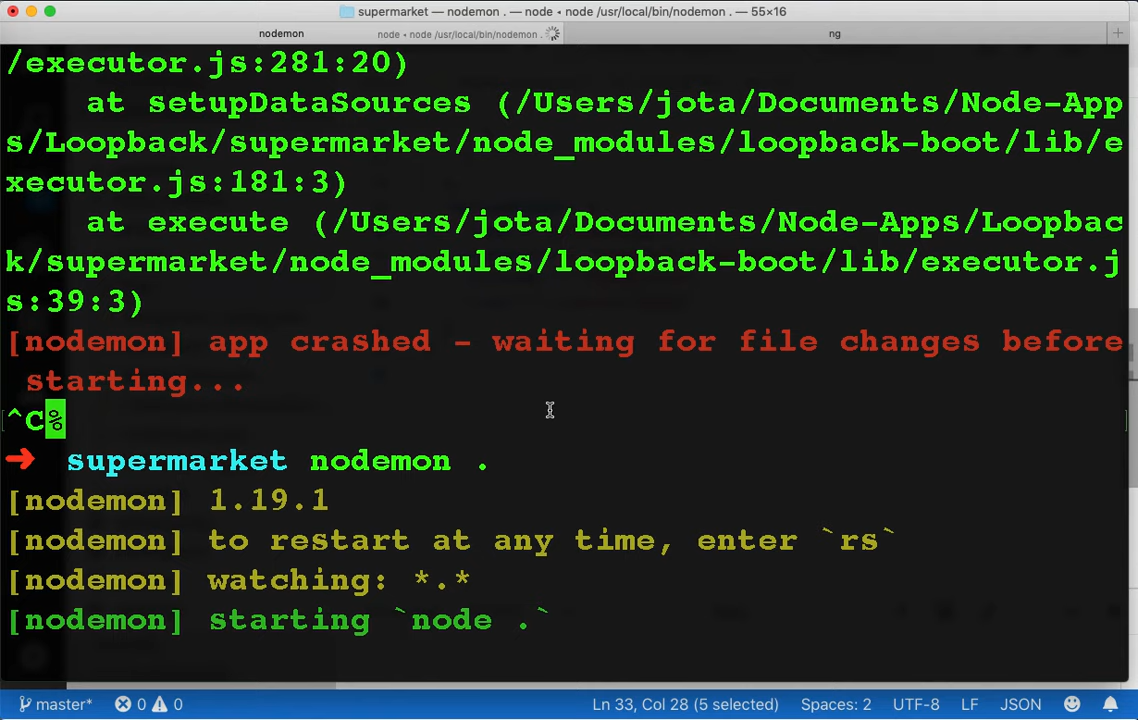 supermarket — nodemon . — node • node /usr/local/bin/nodemon . — 55×16
nodemon node • node /usr/local/bin/nodemon . ng +
/executor.js:281:20)
at setupDataSources (/Users/jota/Documents/Node-App
s/Loopback/supermarket/node_modules/loopback-boot/lib/e
xecutor.js:181:3)
at execute (/Users/jota/Documents/Node-Apps/Loopbac
k/supermarket/node_modules/loopback-boot/lib/executor.j
s:39:3)
[nodemon] app crashed - waiting for file changes before
starting...
^C%
➜ supermarket nodemon .
[nodemon] 1.19.1
[nodemon] to restart at any time, enter `rs`
[nodemon] watching: *.*
[nodemon] starting `node .`
master* 0 0 Ln 33, Col 28 (5 selected) Spaces: 2 UTF-8 LF JSON